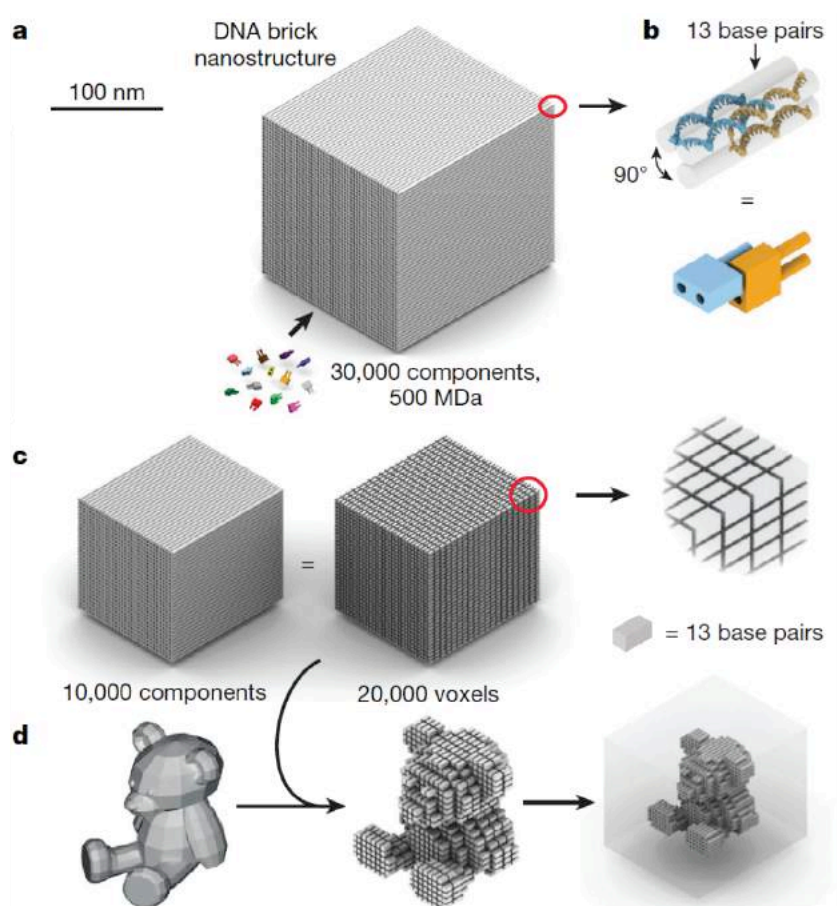 a
DNA brick
nanostructure
100 nm
30,000 components,
500 MDa
b
13 base pairs
90°
=
c
=
10,000 components
20,000 voxels
= 13 base pairs
d